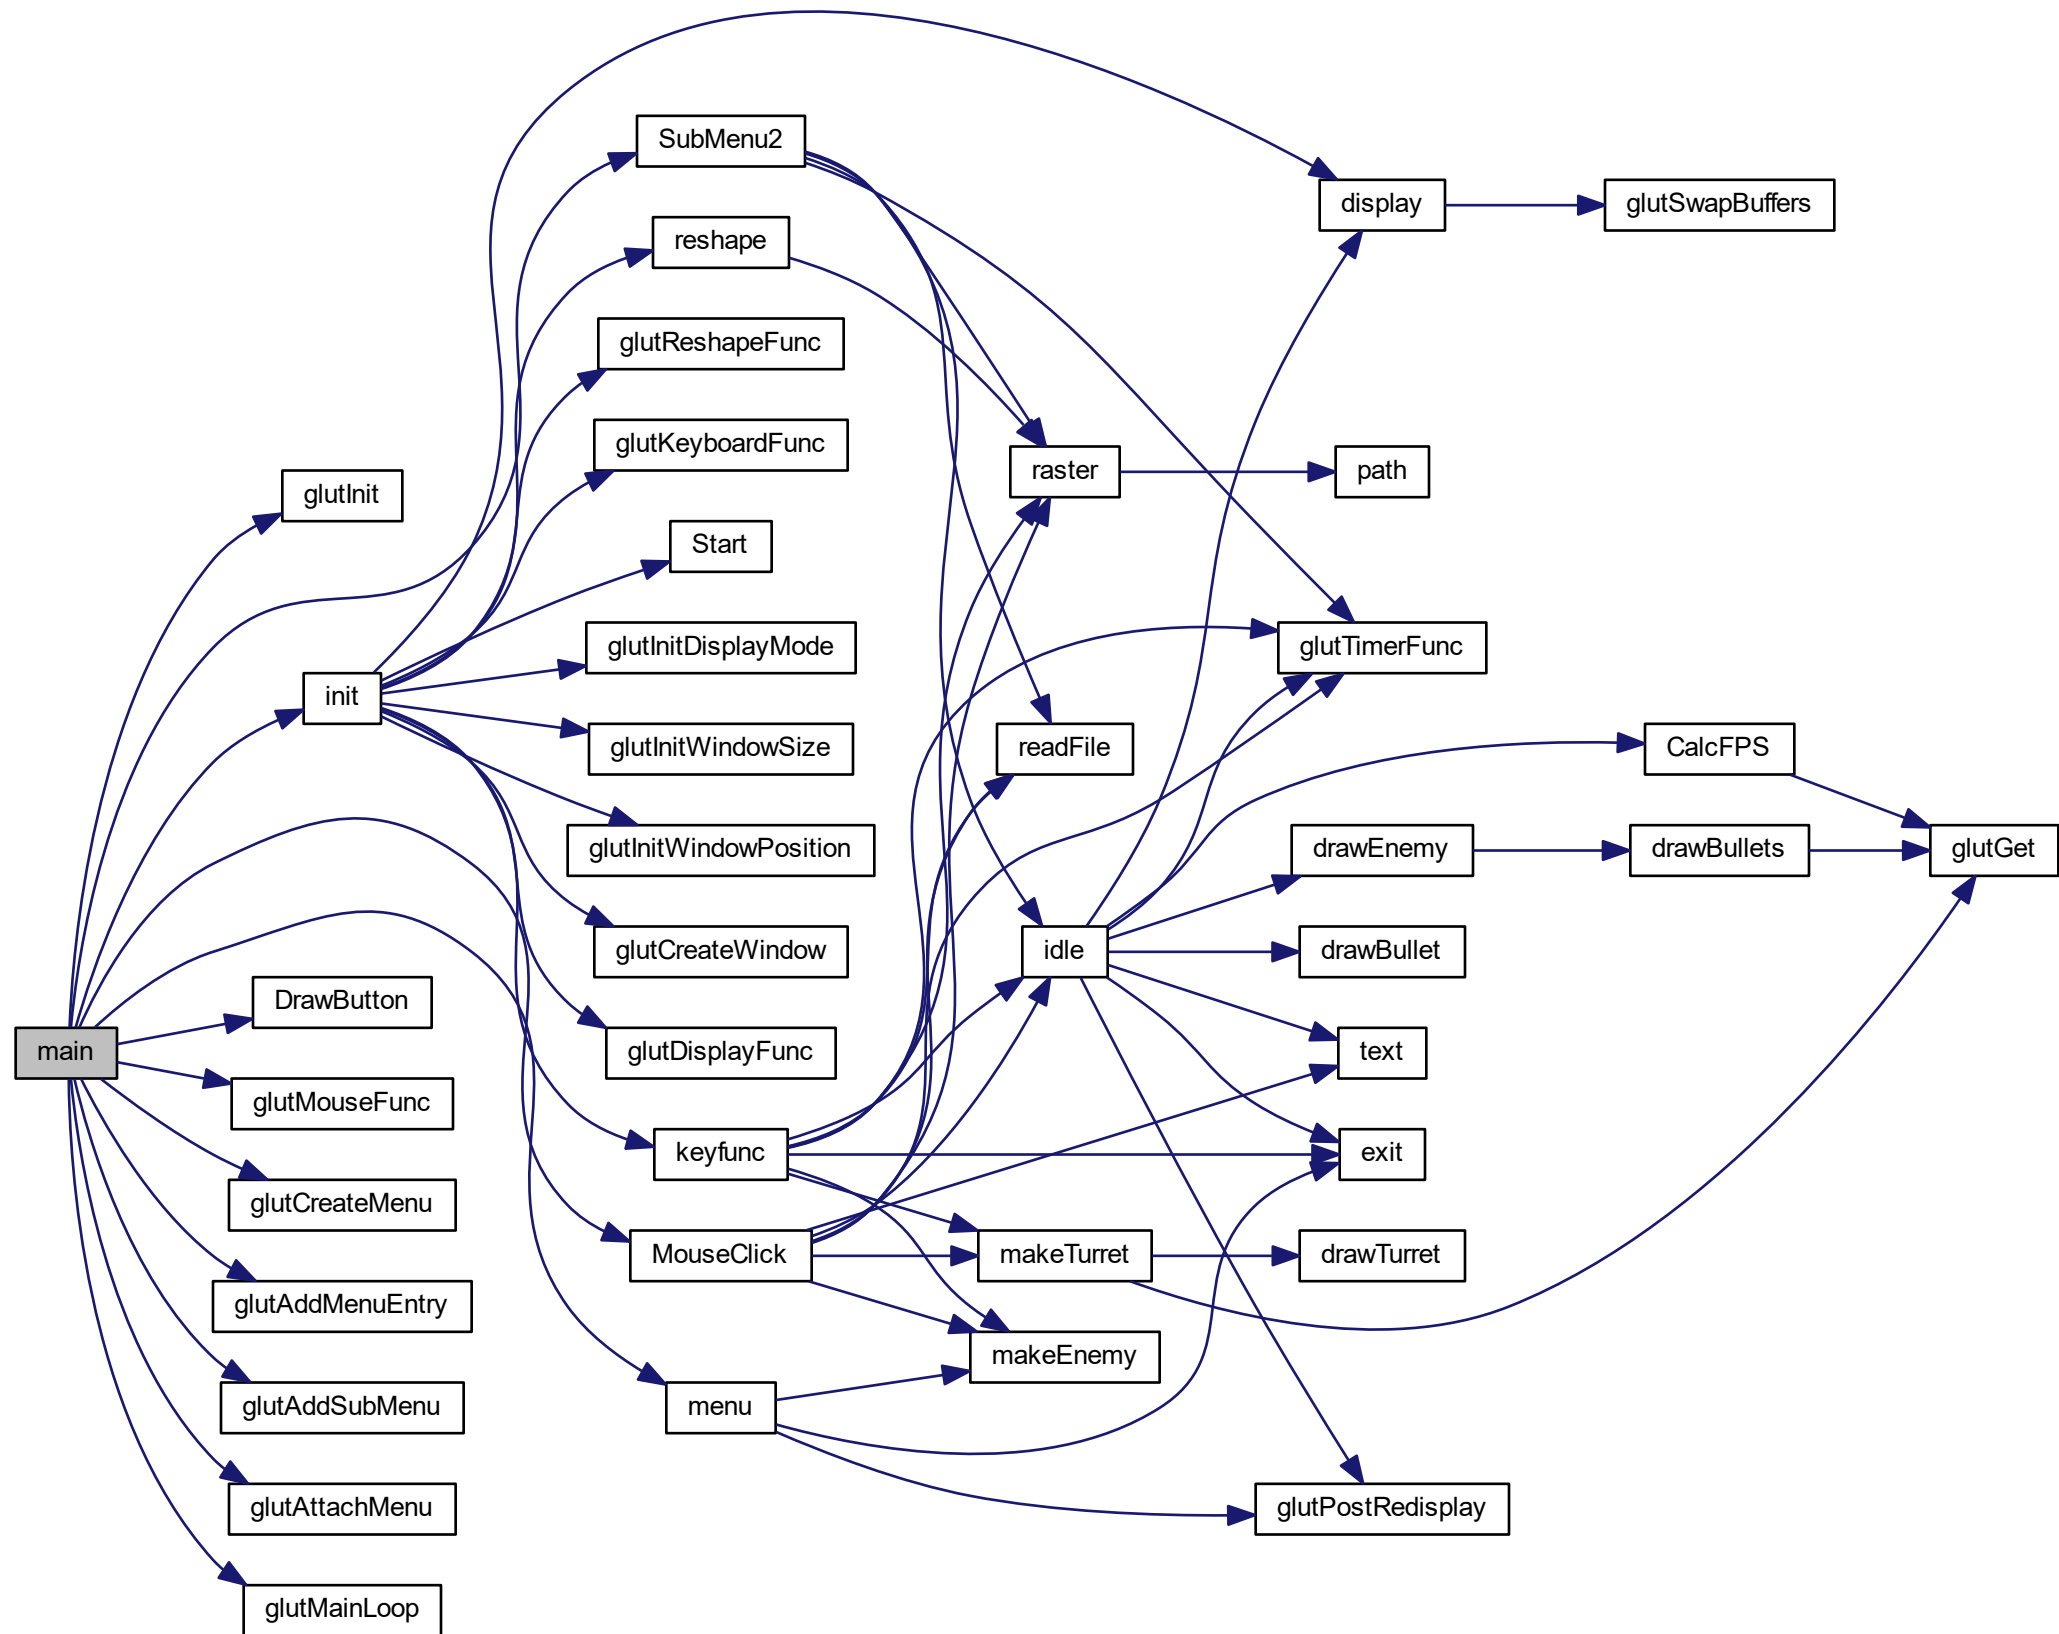 main
glutInit
init
DrawButton
glutMouseFunc
glutCreateMenu
glutAddMenuEntry
glutAddSubMenu
glutAttachMenu
glutMainLoop
SubMenu2
reshape
glutReshapeFunc
glutKeyboardFunc
Start
glutInitDisplayMode
glutInitWindowSize
glutInitWindowPosition
glutCreateWindow
glutDisplayFunc
keyfunc
MouseClick
menu
raster
readFile
idle
makeTurret
makeEnemy
display
path
glutTimerFunc
drawEnemy
drawBullet
text
exit
drawTurret
glutPostRedisplay
glutSwapBuffers
CalcFPS
drawBullets
glutGet